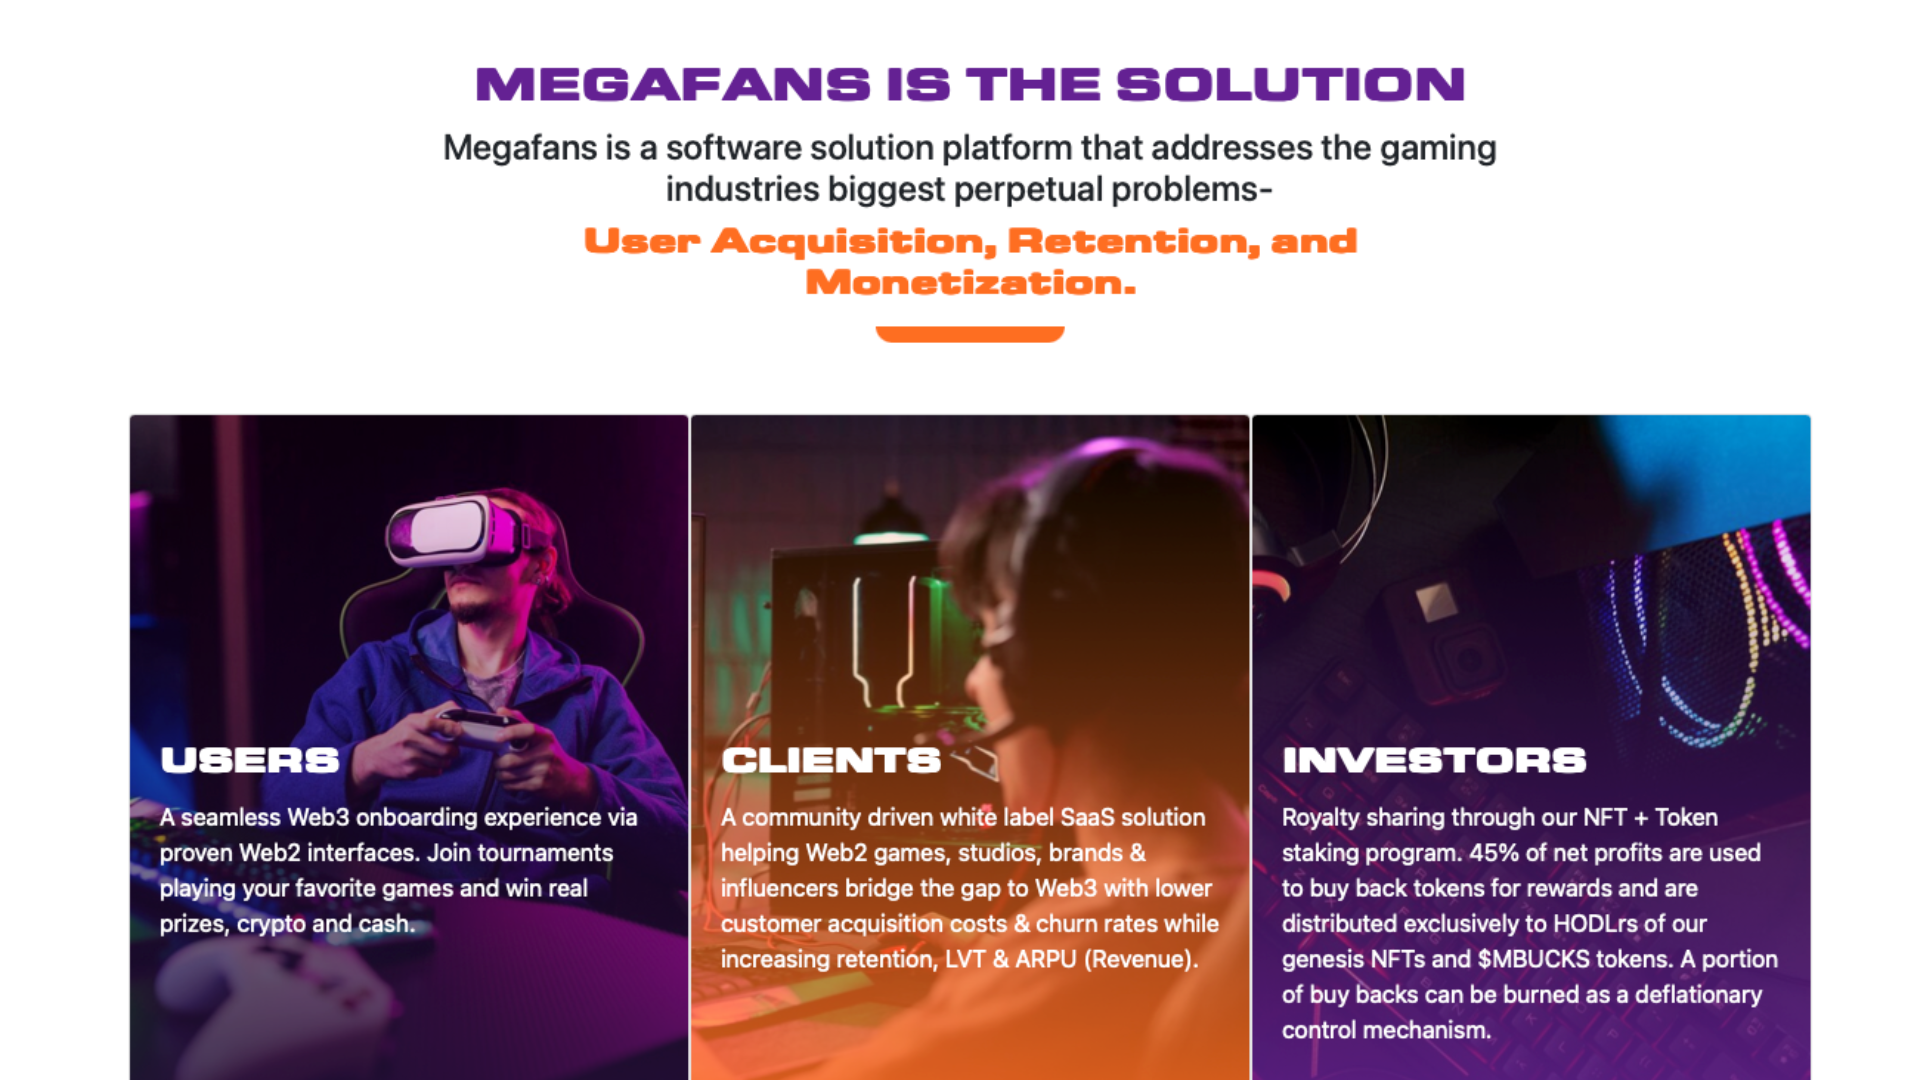 MEGAFANS IS THE SOLUTION
Megafans is a software solution platform that addresses the gaming
industries biggest perpetual problems-
User Acquisition, Retention, and
Monetization.
USERS
A seamless Web3 onboarding experience via
proven Web2 interfaces. Join tournaments
playing your favorite games and win real
prizes, crypto and cash.
CLIENTS
A community driven white label SaaS solution
helping Web2 games, studios, brands &
influencers bridge the gap to Web3 with lower
customer acquisition costs & churn rates while
increasing retention, LVT & ARPU (Revenue).
INVESTORS
Royalty sharing through our NFT + Token
staking program. 45% of net profits are used
to buy back tokens for rewards and are
distributed exclusively to HODLrs of our
genesis NFTs and $MBUCKS tokens. A portion
of buy backs can be burned as a deflationary
control mechanism.